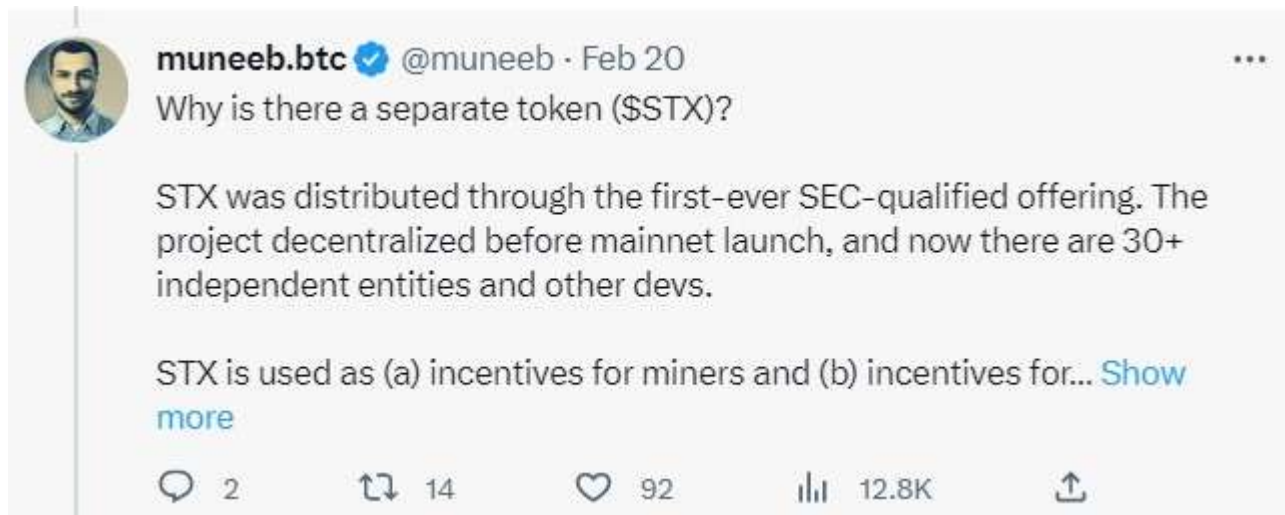 muneeb.btc @muneeb · Feb 20
Why is there a separate token ($STX)?
STX was distributed through the first-ever SEC-qualified offering. The
project decentralized before mainnet launch, and now there are 30+
independent entities and other devs.
STX is used as (a) incentives for miners and (b) incentives for... Show
more
2 14 92 12.8K